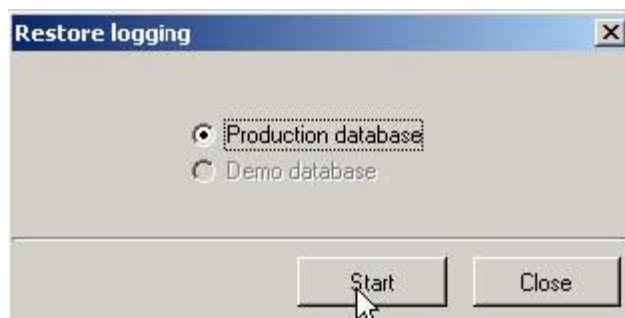 Restore logging
Production database
Demo database
Start
Close